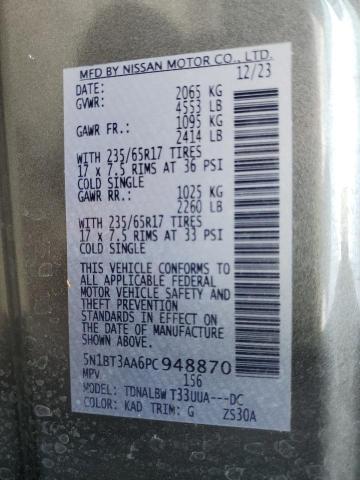 MFD BY NISSAN MOTOR CO., LTD.
DATE: 12/23
GVWR: 2065 KG
4553 LB
GAWR FR.: 1095 KG
2414 LB
WITH 235/65R17 TIRES
17 x 7.5 RIMS AT 36 PSI
COLD SINGLE
GAWR RR.: 1025 KG
2260 LB
WITH 235/65R17 TIRES
17 x 7.5 RIMS AT 33 PSI
COLD SINGLE
THIS VEHICLE CONFORMS TO
ALL APPLICABLE FEDERAL
MOTOR VEHICLE SAFETY
AND THEFT PREVENTION
STANDARDS IN EFFECT ON
THE DATE OF MANUFACTURE
SHOWN ABOVE.
5N1BT3AA6PC948870
MPV 156
MODEL: TDNALBW T33UUA---DC
COLOR: KAD TRIM: G ZS30A